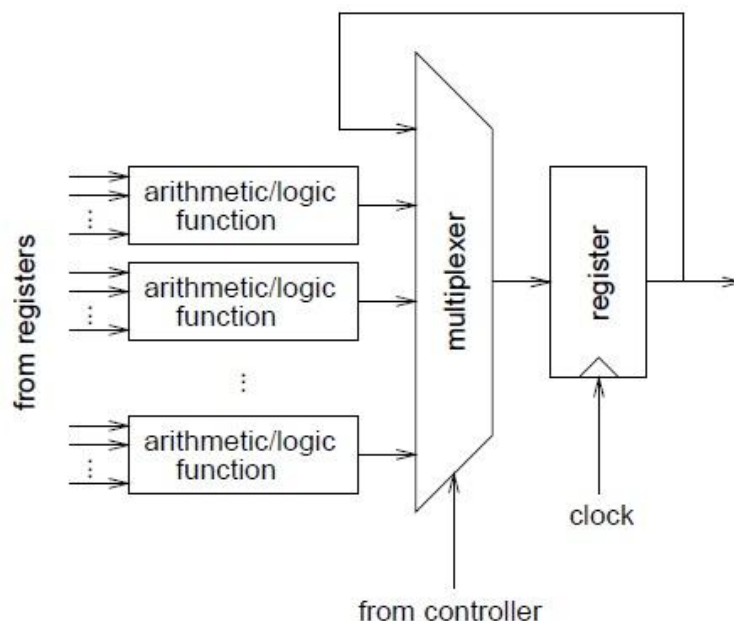 arithmetic/logic
function
arithmetic/logic
function
arithmetic/logic
function
from registers
multiplexer
register
clock
from controller